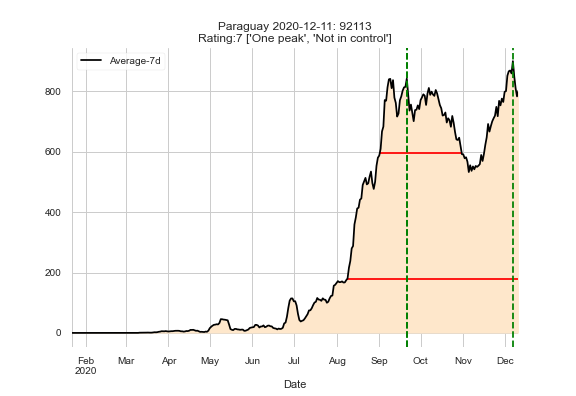 Paraguay 2020-12-11: 92113
Rating:7 ['One peak', 'Not in control']
Average-7d
800
600
400
200
0
Feb Mar Apr May Jun Jul Aug Sep Oct Nov Dec
2020
Date